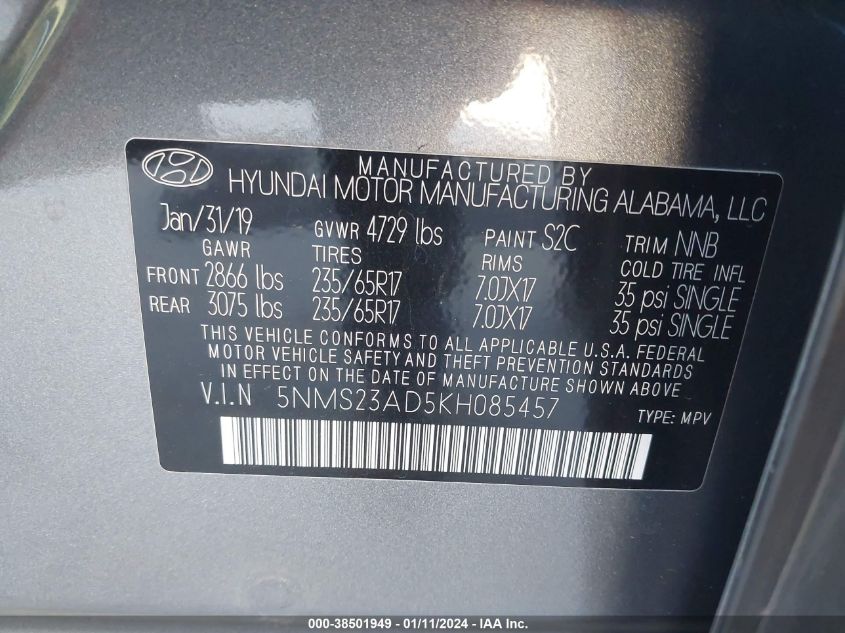 MANUFACTURED BY
HYUNDAI MOTOR MANUFACTURING ALABAMA, LLC
Jan/31/19 GVWR 4729 lbs PAINT S2C TRIM NNB
GAWR TIRES RIMS COLD TIRE INFL
FRONT 2866 lbs 235/65R17 7.0JX17 35 psi SINGLE
REAR 3075 lbs 235/65R17 7.0JX17 35 psi SINGLE
THIS VEHICLE CONFORMS TO ALL APPLICABLE U.S.A. FEDERAL
MOTOR VEHICLE SAFETY AND THEFT PREVENTION STANDARDS
IN EFFECT ON THE DATE OF MANUFACTURE SHOWN ABOVE
V.I.N 5NMS23AD5KH085457 TYPE: MPV
000-38501949 - 01/11/2024 - IAA Inc.